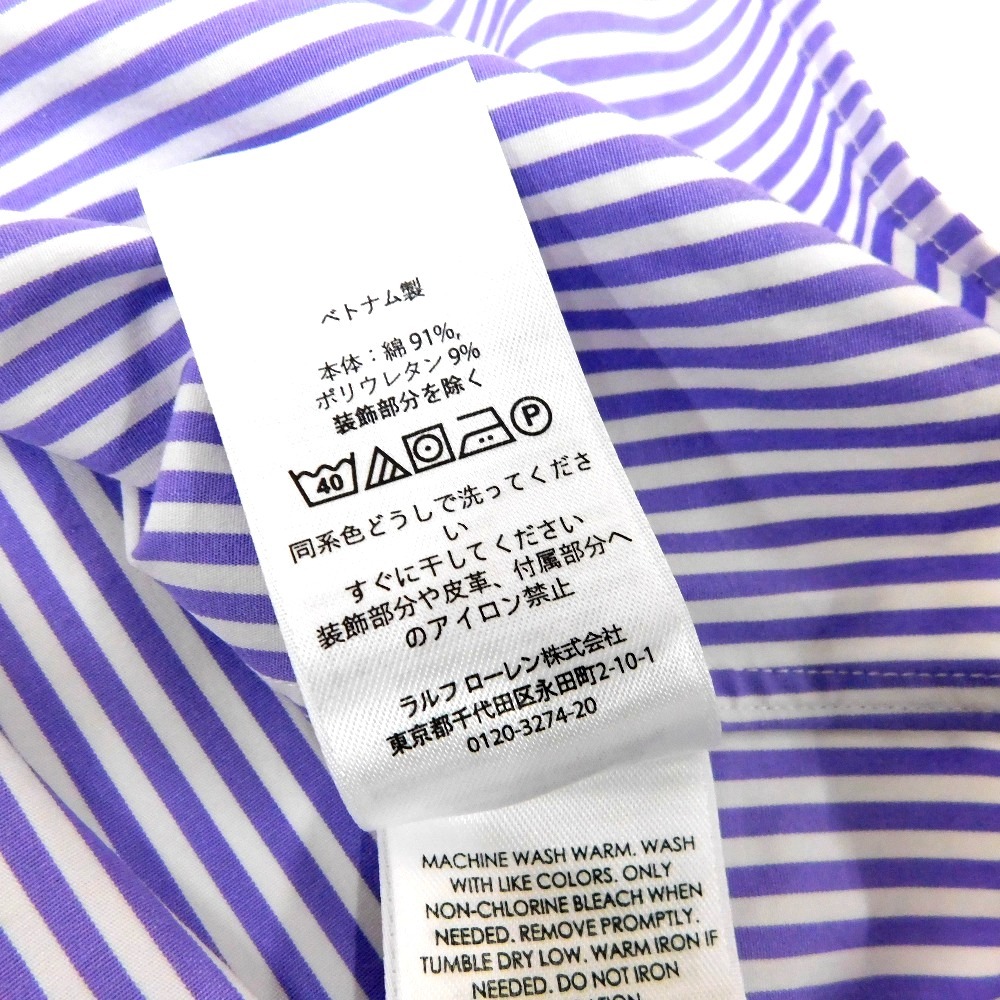 ベトナム製
本体：綿 91%,
ポリウレタン 9%
装飾部分を除く
40 P
同系色どうしで洗ってくださ
い
すぐに干してください
装飾部分や皮革、付属部分へ
のアイロン禁止
ラルフ ローレン株式会社
東京都千代田区永田町2-10-1
0120-3274-20
MACHINE WASH WARM. WASH
WITH LIKE COLORS. ONLY
NON-CHLORINE BLEACH WHEN
NEEDED. REMOVE PROMPTLY.
TUMBLE DRY LOW. WARM IRON IF
NEEDED. DO NOT IRON